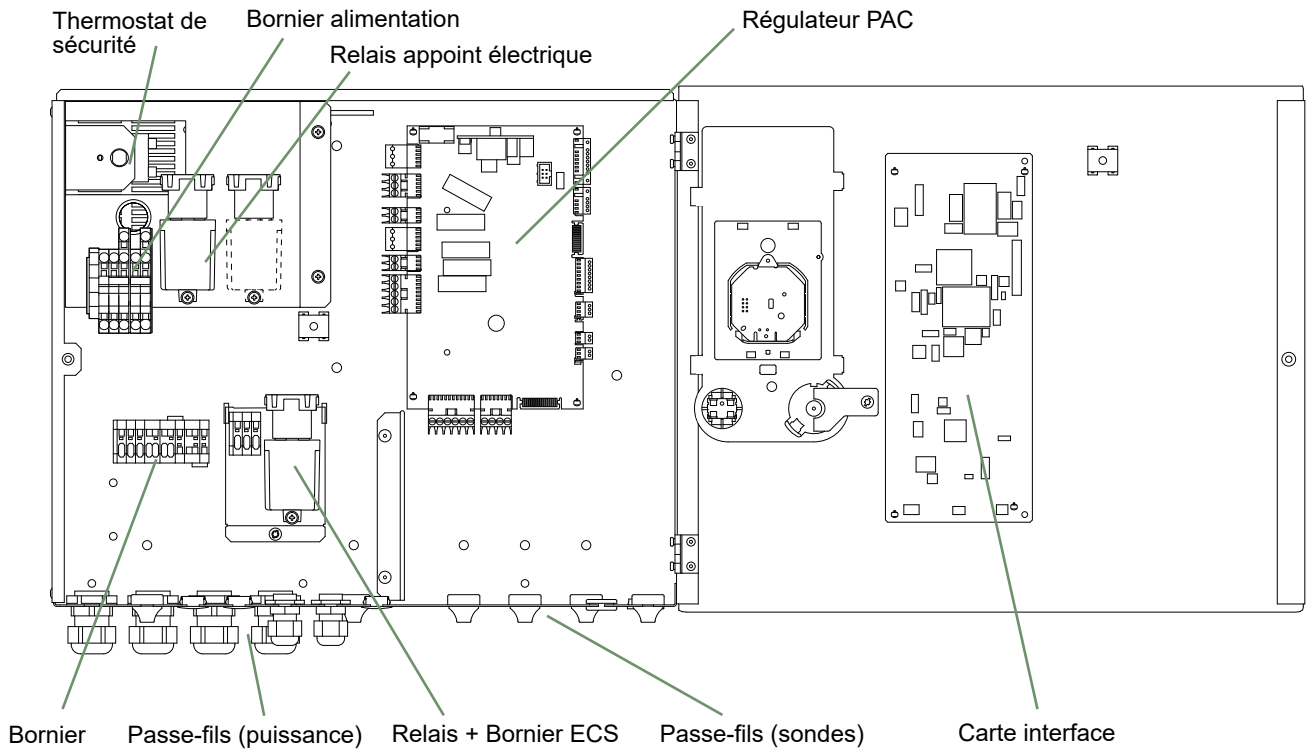 Thermostat de
sécurité
Bornier alimentation
Relais appoint électrique
Régulateur PAC
Bornier
Passe-fils (puissance)
Relais + Bornier ECS
Passe-fils (sondes)
Carte interface